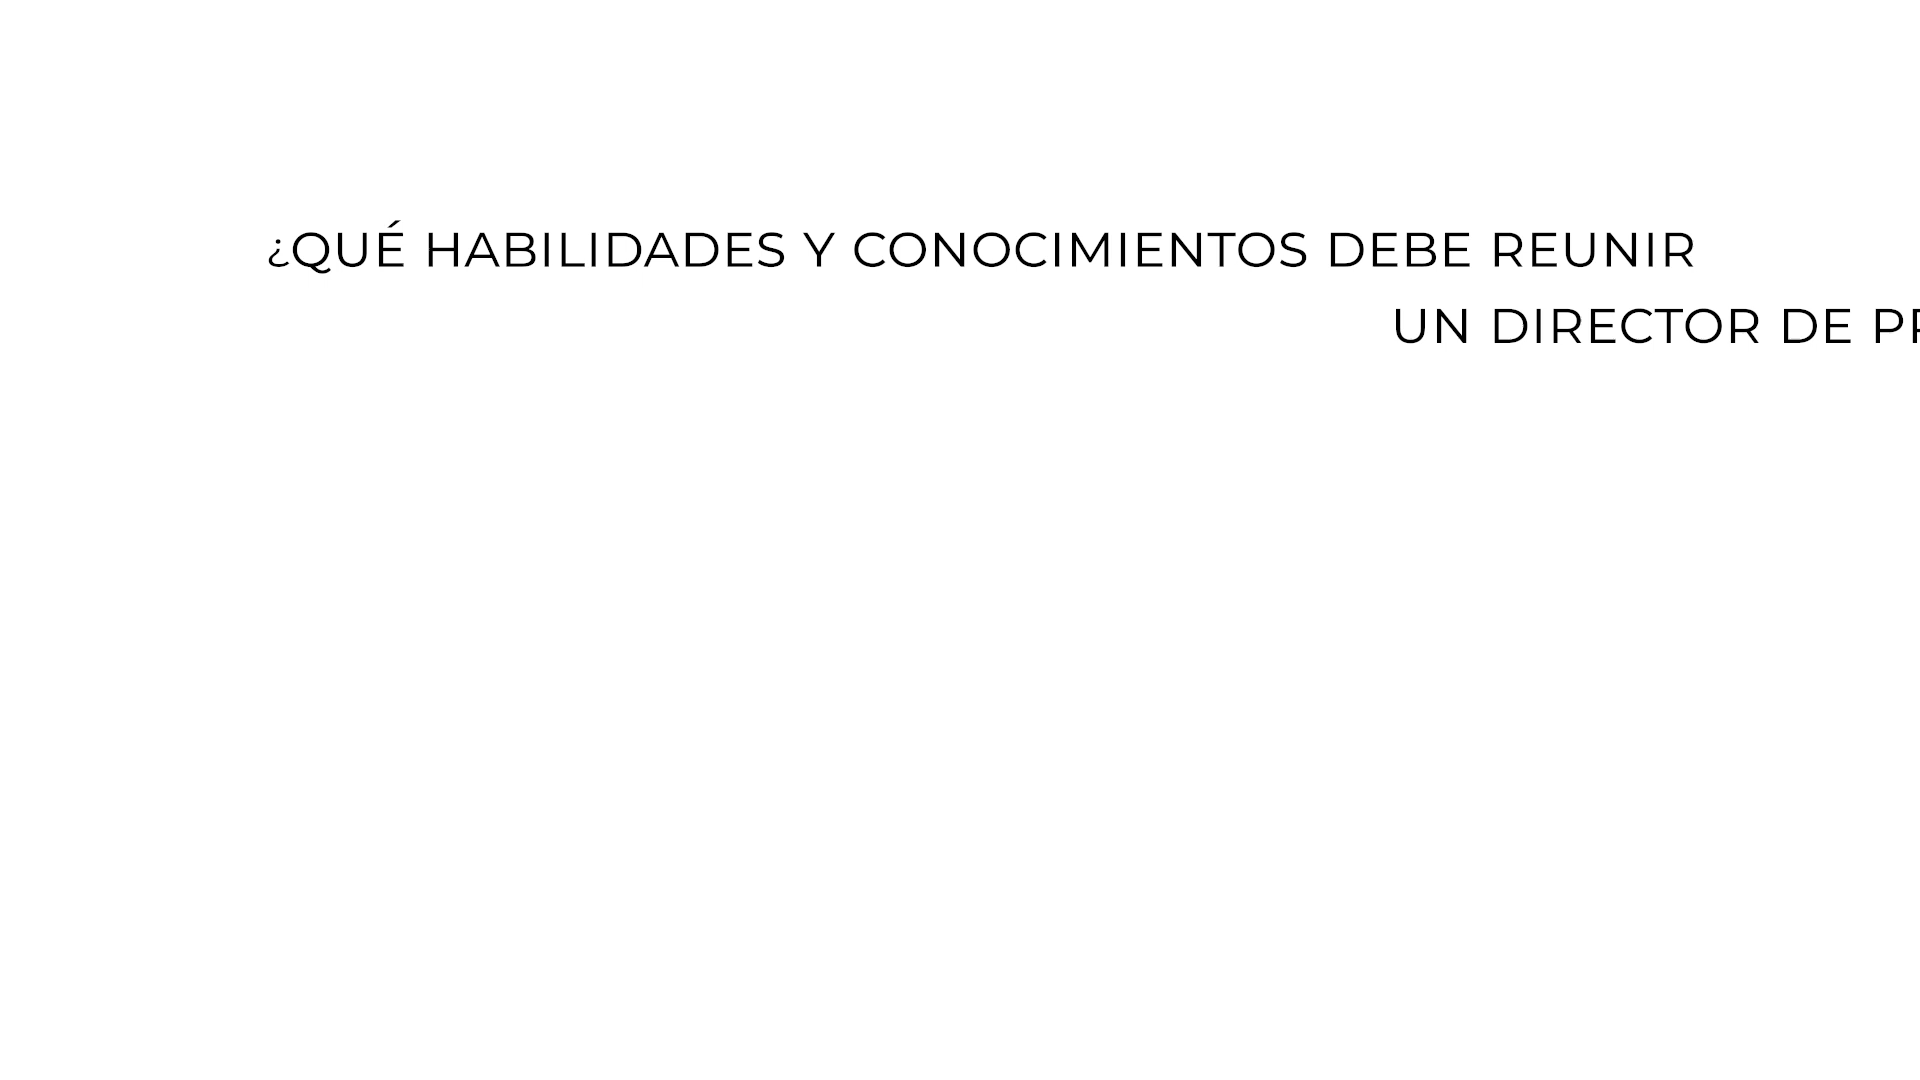 ¿QUÉ HABILIDADES Y CONOCIMIENTOS DEBE REUNIR
UN DIRECTOR DE